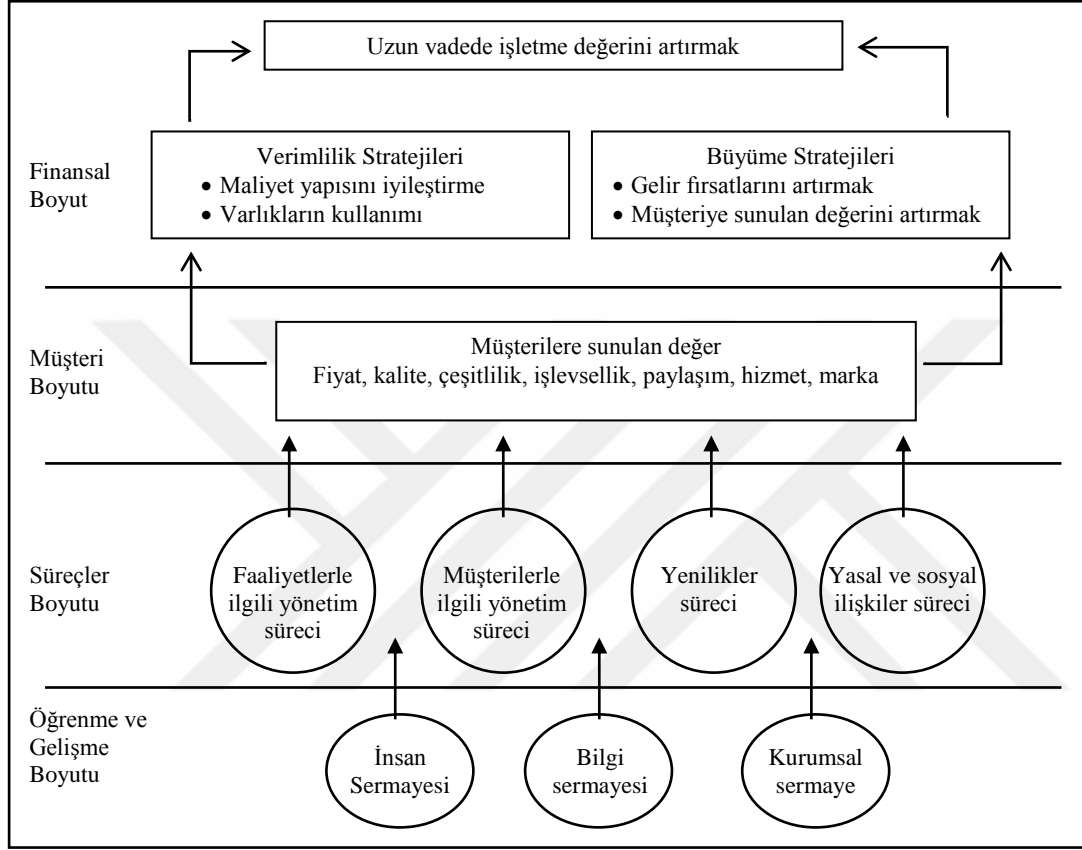 Uzun vadede işletme değerini artırmak
Finansal
Boyut
Verimlilik Stratejileri
• Maliyet yapısını iyileştirme
• Varlıkların kullanımı
Büyüme Stratejileri
• Gelir fırsatlarını artırmak
• Müşteriye sunulan değerini artırmak
Müşteri
Boyutu
Müşterilere sunulan değer
Fiyat, kalite, çeşitlilik, işlevsellik, paylaşım, hizmet, marka
Süreçler
Boyutu
Faaliyetlerle
ilgili yönetim
süreci
Müşterilerle
ilgili yönetim
süreci
Yenilikler
süreci
Yasal ve sosyal
ilişkiler süreci
Öğrenme ve
Gelişme
Boyutu
İnsan
Sermayesi
Bilgi
sermayesi
Kurumsal
sermaye